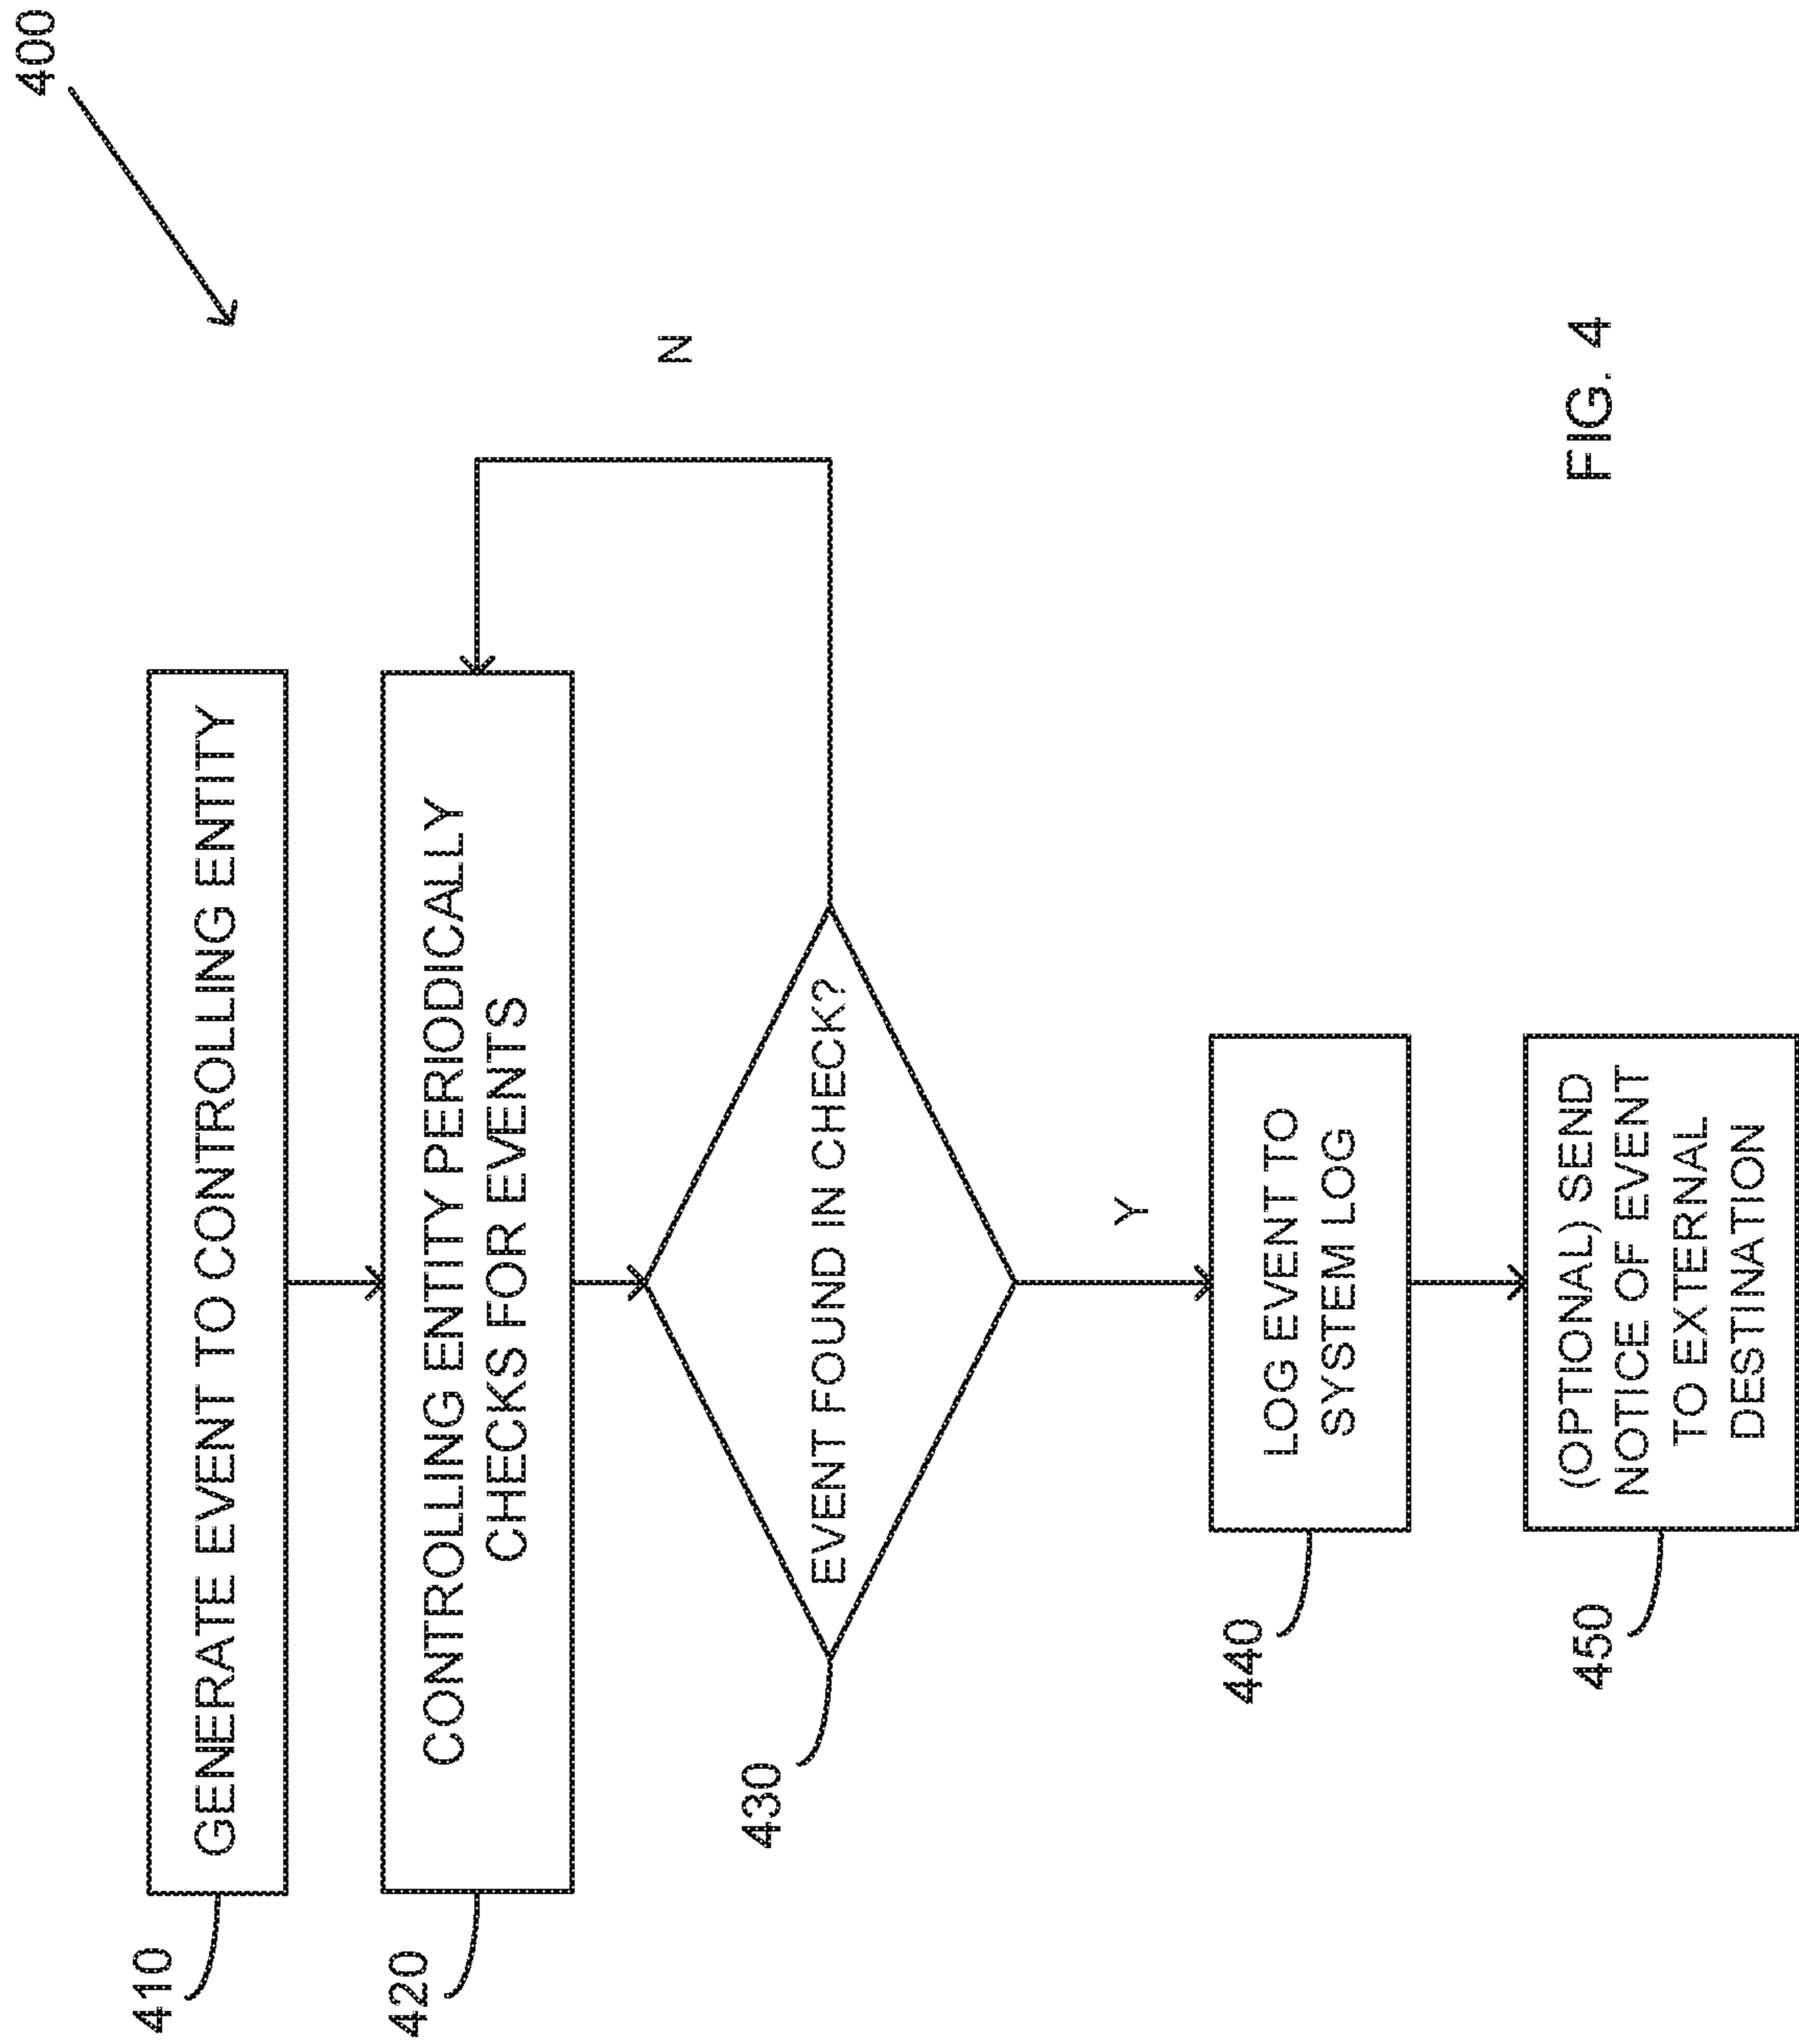 400
410
GENERATE EVENT TO CONTROLLING ENTITY
420
CONTROLLING ENTITY PERIODICALLY
CHECKS FOR EVENTS
N
430
EVENT FOUND IN CHECK?
Y
440
LOG EVENT TO
SYSTEM LOG
450
(OPTIONAL) SEND
NOTICE OF EVENT
TO EXTERNAL
DESTINATION
FIG. 4